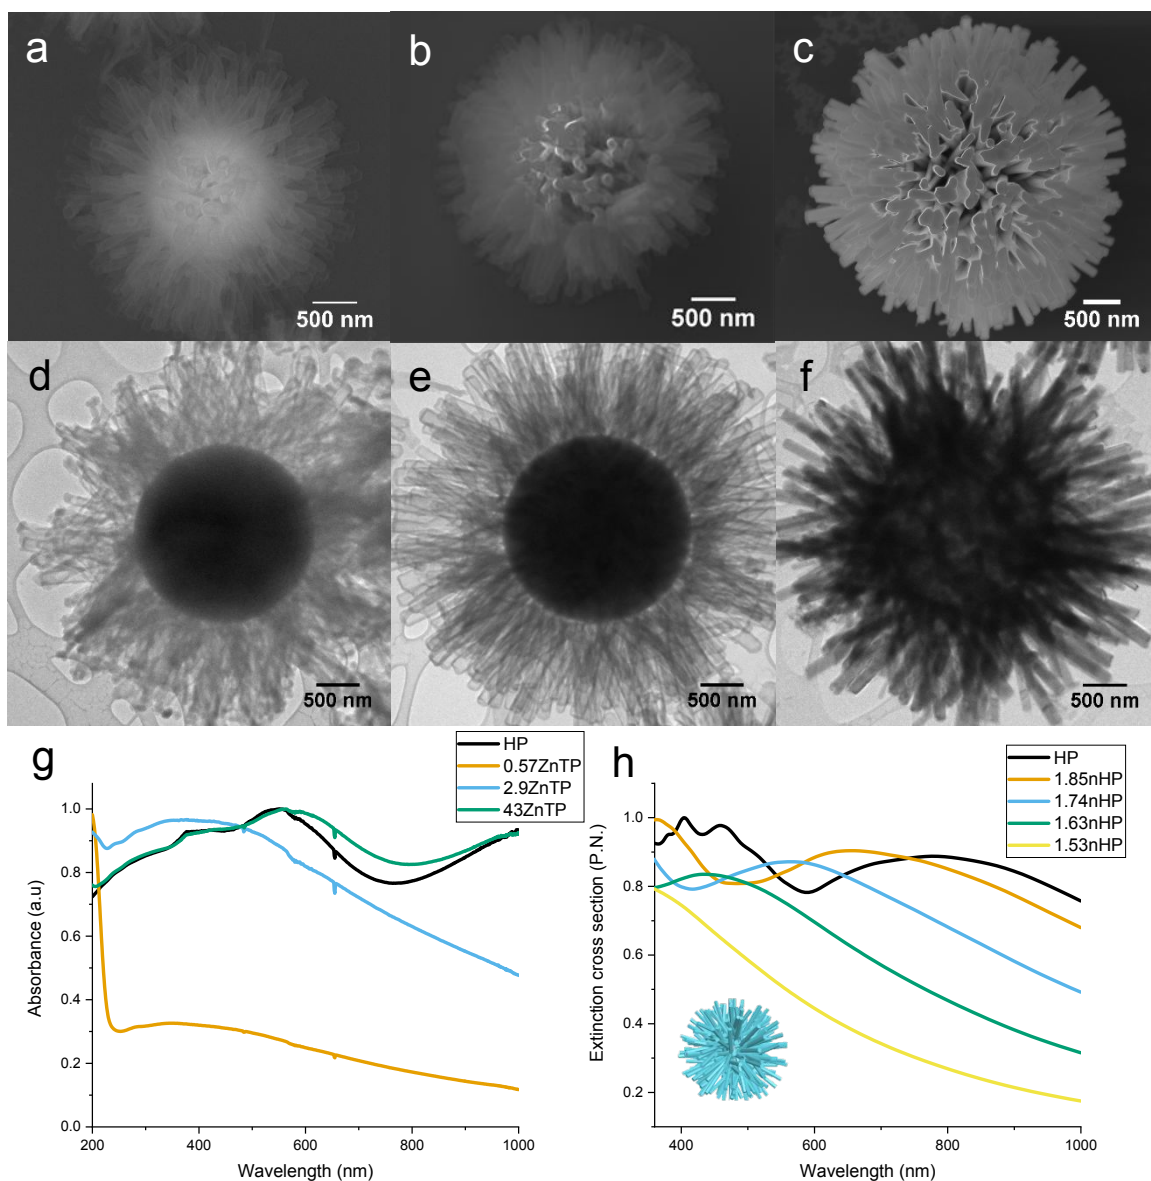 a
500 nm
b
500 nm
c
500 nm
d
500 nm
e
500 nm
f
500 nm
g
HP
0.57ZnTP
2.9ZnTP
43ZnTP
1.0
0.8
0.6
0.4
0.2
0.0
Absorbance (a.u)
200
400
600
800
1000
Wavelength (nm)
h
HP
1.85nHP
1.74nHP
1.63nHP
1.53nHP
1.0
0.8
0.6
0.4
0.2
Extinction cross section (P.N.)
400
600
800
1000
Wavelength (nm)